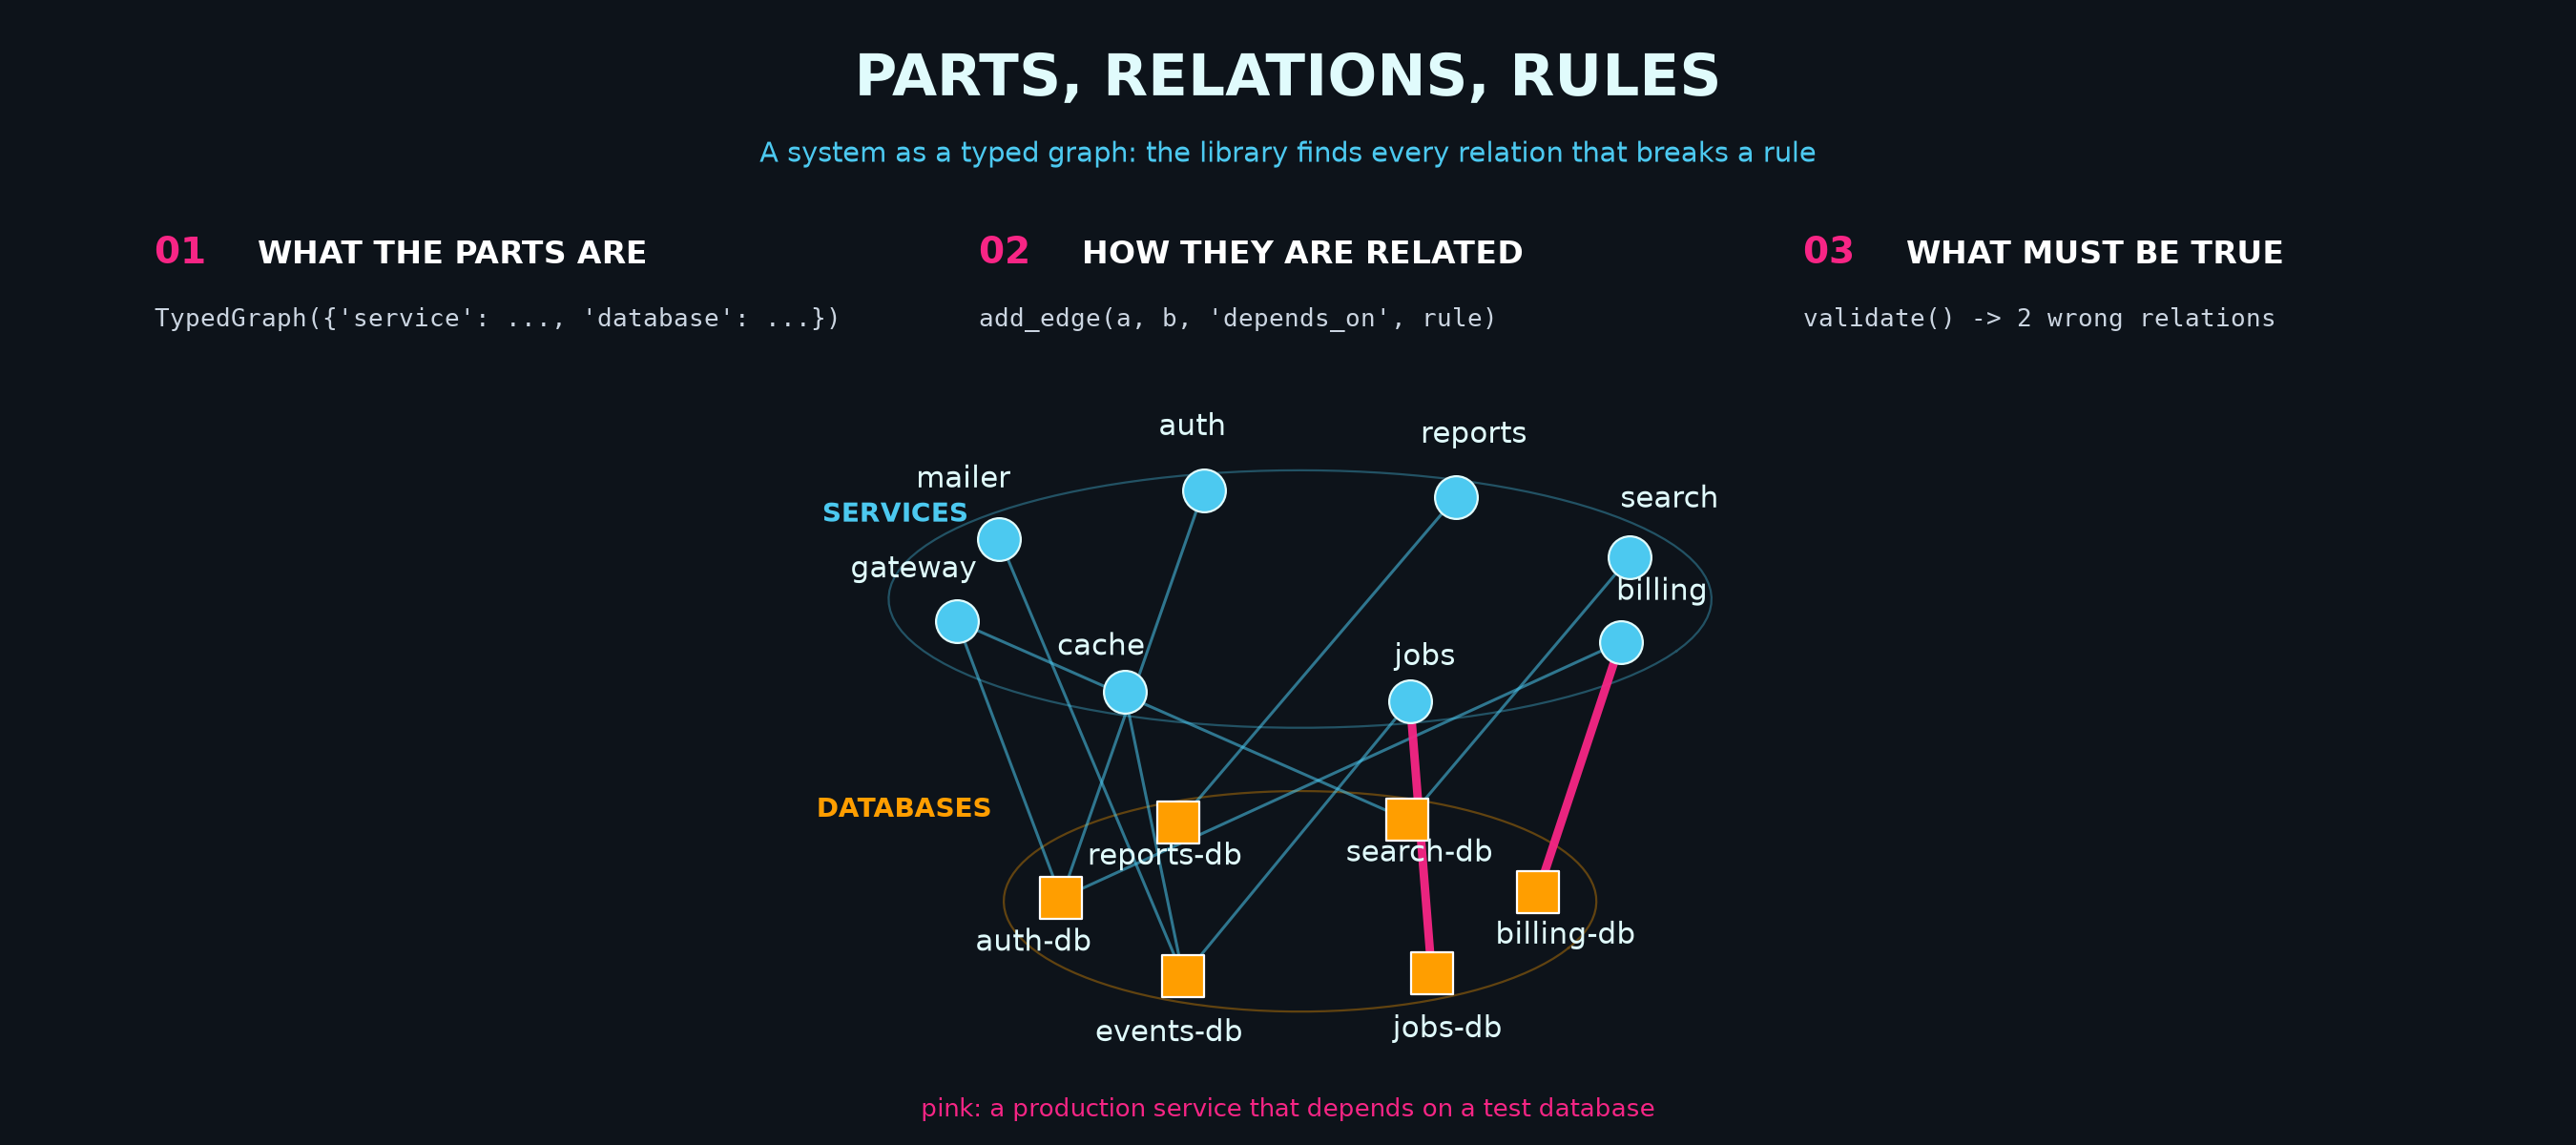 PARTS, RELATIONS, RULES
A system as a typed graph: the library finds every relation that breaks a rule
01 WHAT THE PARTS ARE
TypedGraph({'service': ..., 'database': ...})
02 HOW THEY ARE RELATED
add_edge(a, b, 'depends_on', rule)
03 WHAT MUST BE TRUE
validate() -> 2 wrong relations
auth
reports
mailer
search
SERVICES
gateway
billing
cache
jobs
DATABASES
reports-db
search-db
auth-db
billing-db
events-db
jobs-db
pink: a production service that depends on a test database